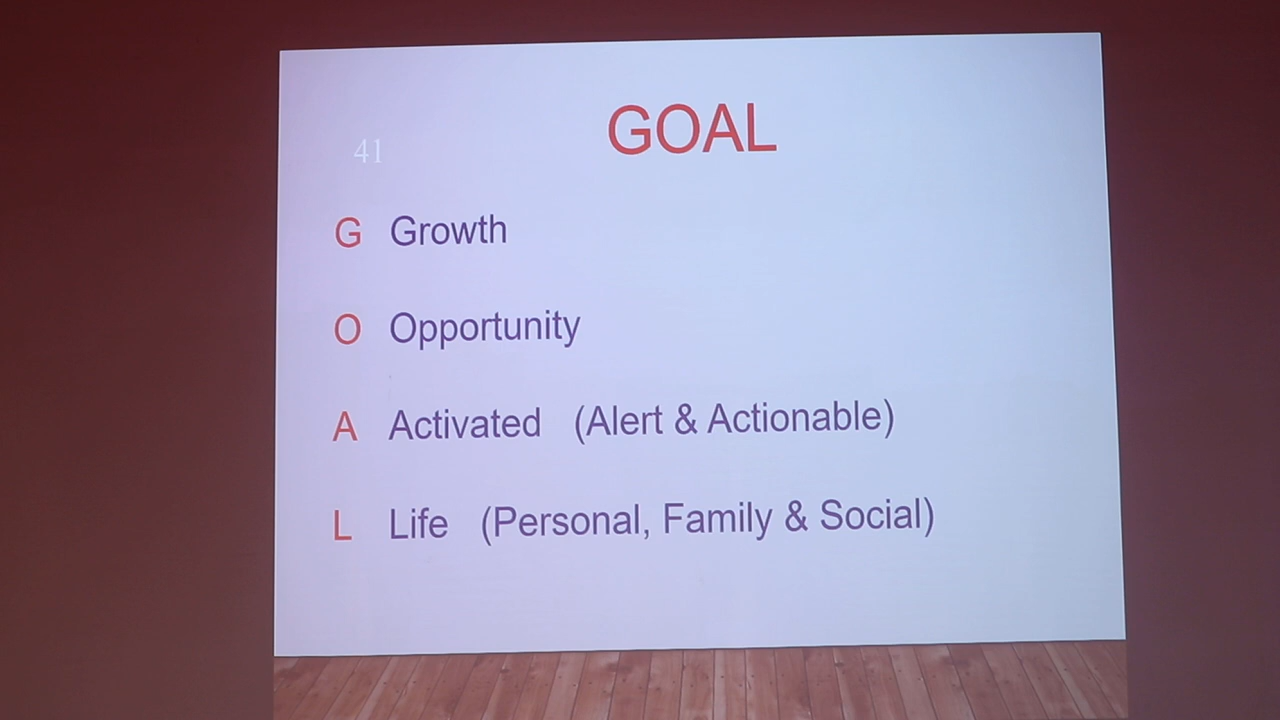 GOAL
41
G Growth
O Opportunity
A Activated (Alert & Actionable)
L Life (Personal, Family & Social)